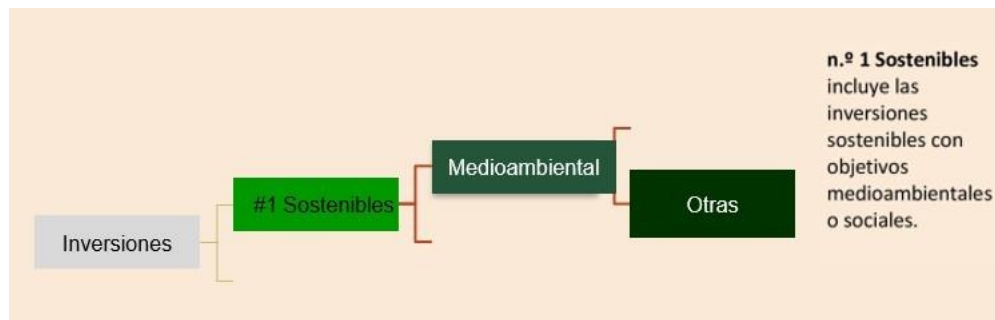 Inversiones
#1 Sostenibles
Medioambiental
Otras
n.º 1 Sostenibles
incluye las
inversiones
sostenibles con
objetivos
medioambientales
o sociales.